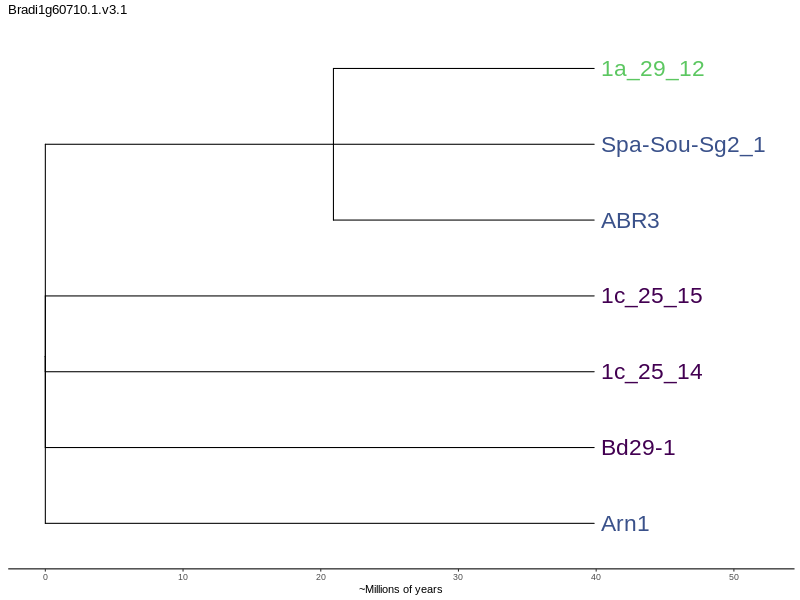 Bradi1g60710.1.v3.1
1a_29_12
Spa-Sou-Sg2_1
ABR3
1c_25_15
1c_25_14
Bd29-1
Arn1
0 10 20 30 40 50
~Millions of years